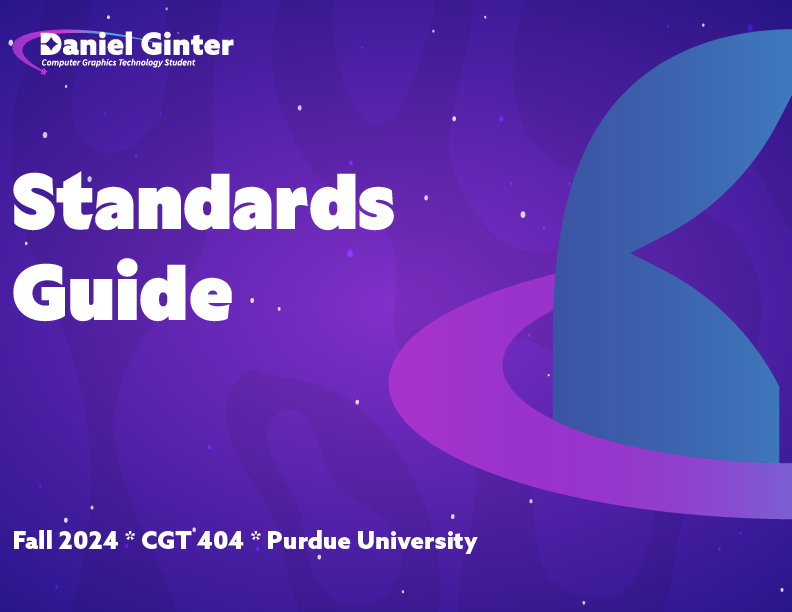 Daniel Ginter
Computer Graphics Technology Student
Standards
Guide
Fall 2024 * CGT 404 * Purdue University